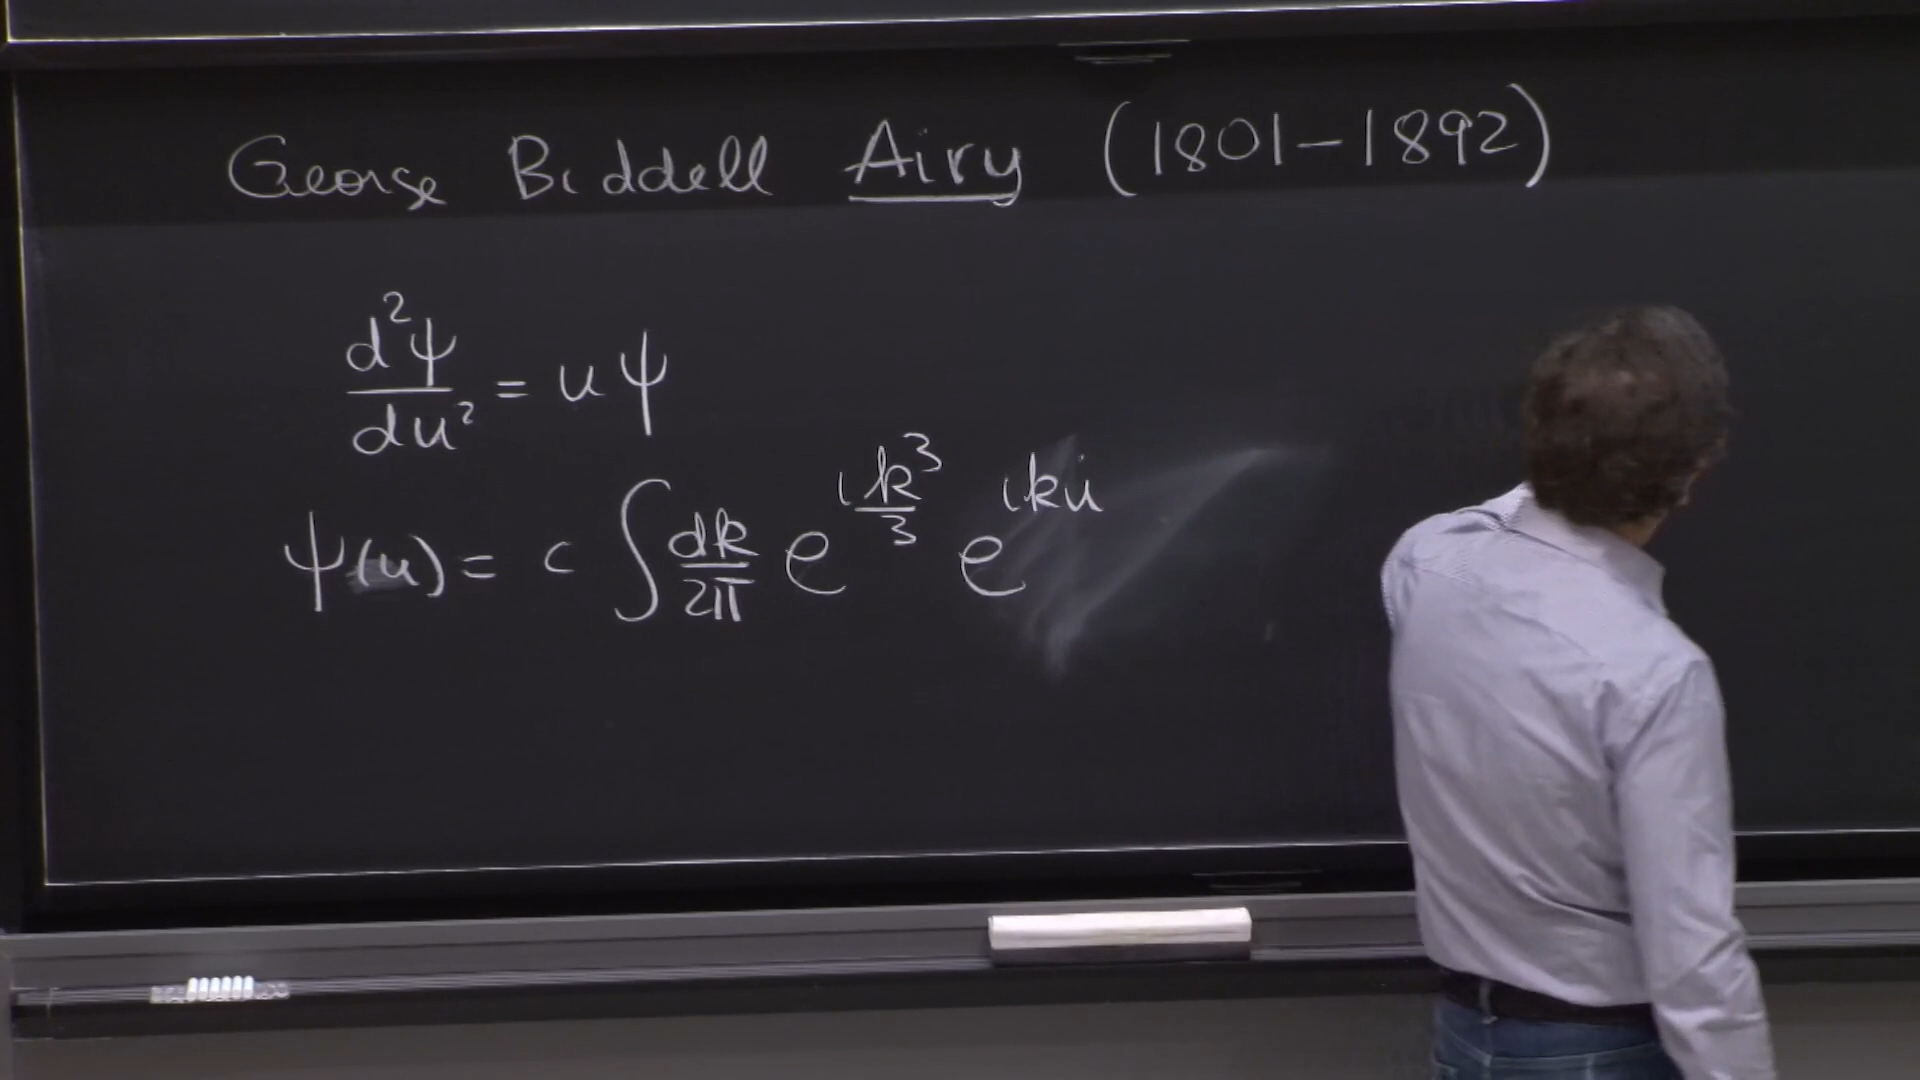 George Biddell Airy (1801-1892)
d²ψ/du² = uψ
ψ(u) = c ∫ dk/2π e^(ik³/3) e^(iku)